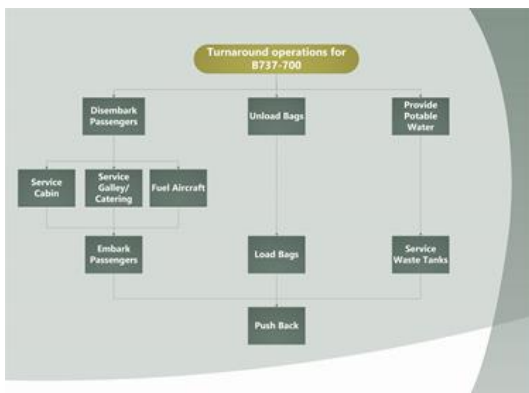 Turnaround operations for
B737-700
Disembark
Passengers
Unload Bags
Provide
Potable
Water
Service
Cabin
Service
Galley/
Catering
Fuel Aircraft
Embark
Passengers
Load Bags
Service
Waste Tanks
Push Back